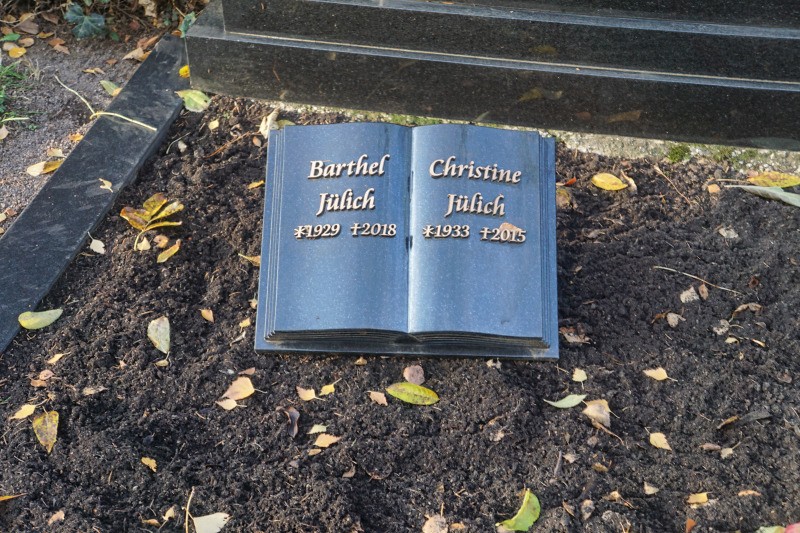 Barthel
Jülich
*1929 †2018
Christine
Jülich
*1933 †2015